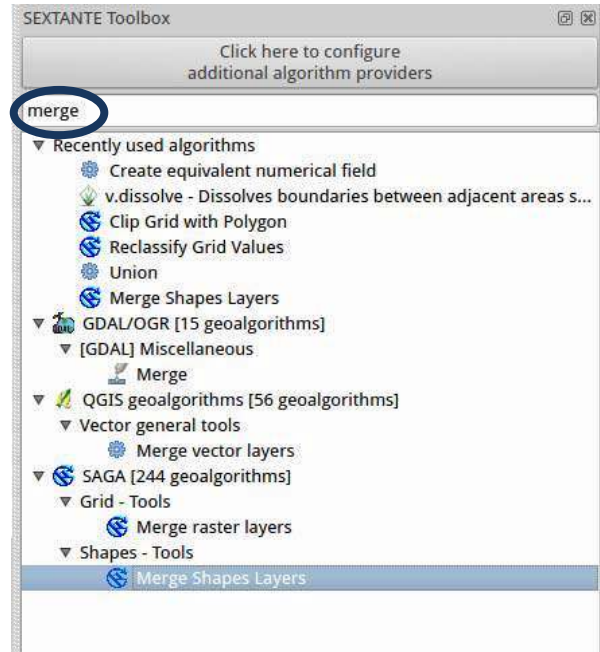 SEXTANTE Toolbox
Click here to configure
additional algorithm providers
merge
Recently used algorithms
Create equivalent numerical field
v.dissolve - Dissolves boundaries between adjacent areas s...
Clip Grid with Polygon
Reclassify Grid Values
Union
Merge Shapes Layers
GDAL/OGR [15 geoalgorithms]
[GDAL] Miscellaneous
Merge
QGIS geoalgorithms [56 geoalgorithms]
Vector general tools
Merge vector layers
SAGA [244 geoalgorithms]
Grid - Tools
Merge raster layers
Shapes - Tools
Merge Shapes Layers